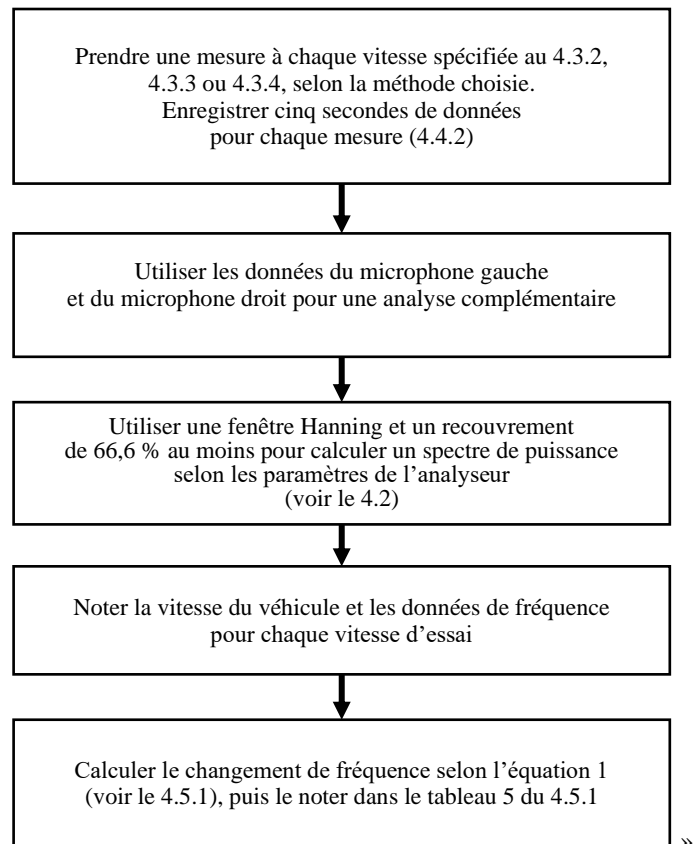 Prendre une mesure à chaque vitesse spécifiée au 4.3.2,
4.3.3 ou 4.3.4, selon la méthode choisie.
Enregistrer cinq secondes de données
pour chaque mesure (4.4.2)
Utiliser les données du microphone gauche
et du microphone droit pour une analyse complémentaire
Utiliser une fenêtre Hanning et un recouvrement
de 66,6 % au moins pour calculer un spectre de puissance
selon les paramètres de l’analyseur
(voir le 4.2)
Noter la vitesse du véhicule et les données de fréquence
pour chaque vitesse d’essai
Calculer le changement de fréquence selon l’équation 1
(voir le 4.5.1), puis le noter dans le tableau 5 du 4.5.1
»